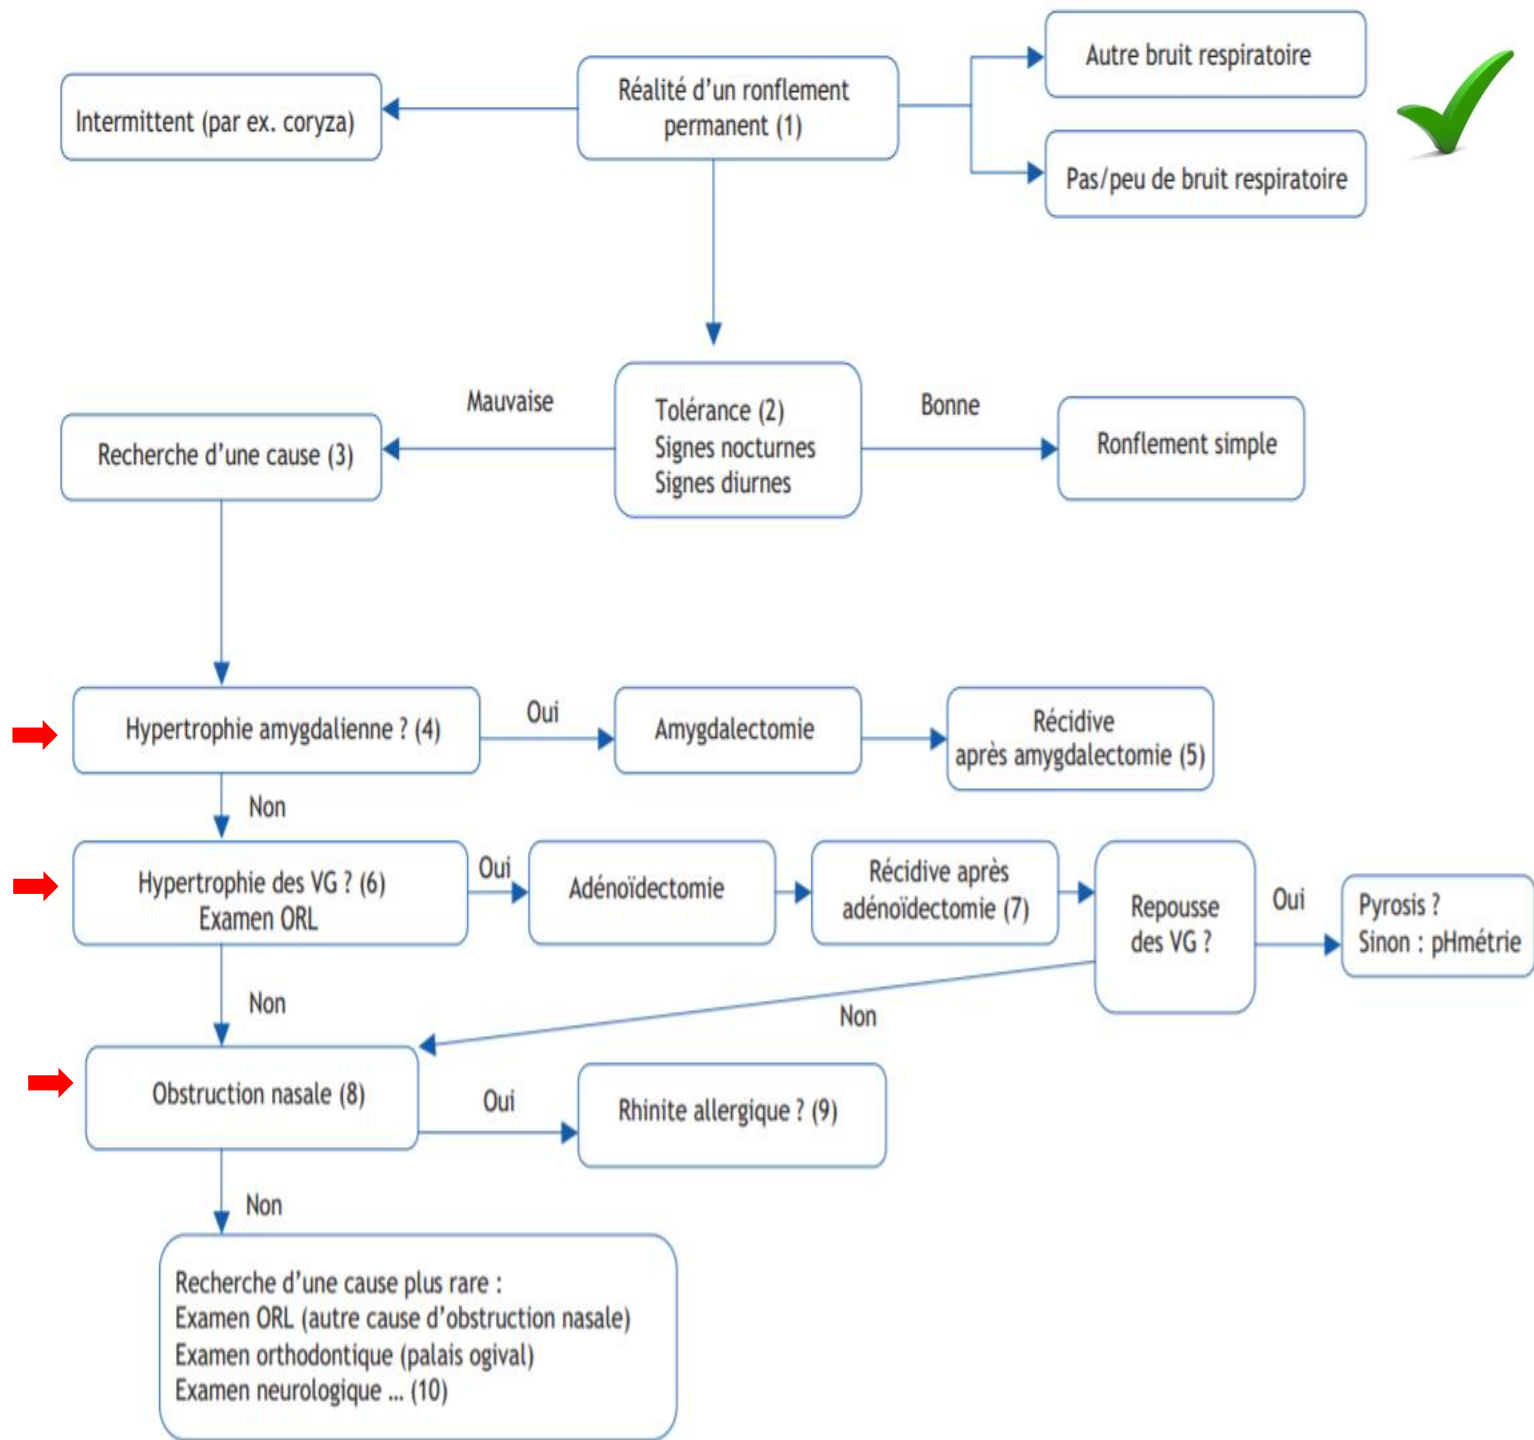 Autre bruit respiratoire
Réalité d'un ronflement
permanent (1)
Intermittent (par ex. coryza)
Pas/peu de bruit respiratoire
Mauvaise
Tolérance (2)
Signes nocturnes
Signes diurnes
Bonne
Recherche d'une cause (3)
Ronflement simple
Hypertrophie amygdalienne ? (4)
Oui
Amygdalectomie
Récidive
après amygdalectomie (5)
Non
Hypertrophie des VG ? (6)
Examen ORL
Oui
Adénoïdectomie
Récidive après
adénoïdectomie (7)
Repousse
des VG ?
Oui
Pyrosis ?
Sinon : pHmétrie
Non
Non
Obstruction nasale (8)
Oui
Rhinite allergique ? (9)
Non
Recherche d'une cause plus rare :
Examen ORL (autre cause d'obstruction nasale)
Examen orthodontique (palais ogival)
Examen neurologique ... (10)